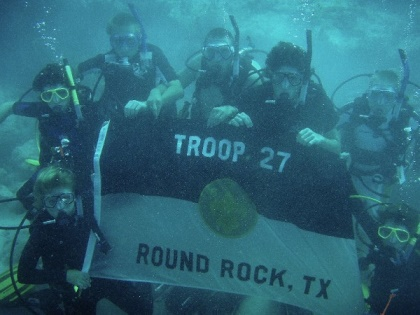 TROOP 27
ROUND ROCK, TX